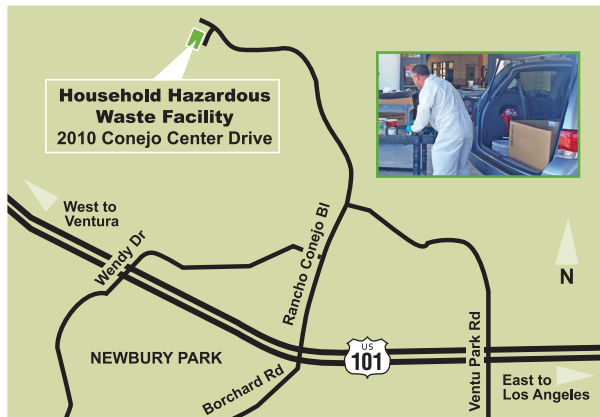 Household Hazardous
Waste Facility
2010 Conejo Center Drive
West to
Ventura
Wendy Dr
Rancho Conejo Bl
N
NEWBURY PARK
US
101
Ventu Park Rd
Borchard Rd
East to
Los Angeles